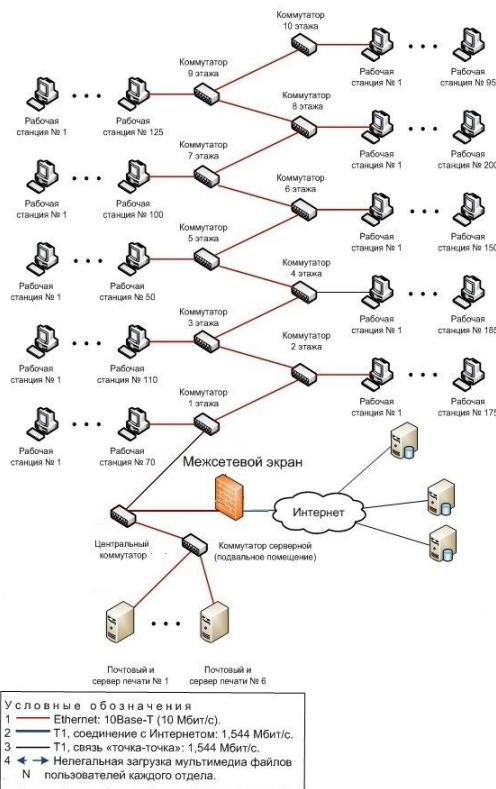 Коммутатор
10 этажа
Рабочая
станция № 1
Рабочая
станция № 95
Коммутатор
9 этажа
Рабочая
станция № 1
Рабочая
станция № 125
Коммутатор
8 этажа
Рабочая
станция № 1
Рабочая
станция № 200
Коммутатор
7 этажа
Рабочая
станция № 1
Рабочая
станция № 100
Коммутатор
6 этажа
Рабочая
станция № 1
Рабочая
станция № 150
Коммутатор
5 этажа
Рабочая
станция № 1
Рабочая
станция № 50
Коммутатор
4 этажа
Рабочая
станция № 1
Рабочая
станция № 185
Коммутатор
3 этажа
Рабочая
станция № 1
Рабочая
станция № 110
Коммутатор
2 этажа
Рабочая
станция № 1
Рабочая
станция № 175
Коммутатор
1 этажа
Рабочая
станция № 1
Рабочая
станция № 70
Межсетевой экран
Интернет
Центральный
коммутатор
Коммутатор серверной
(подвальное помещение)
Почтовый и
сервер печати № 1
Почтовый и
сервер печати № 6
Условные обозначения
1 Ethernet: 10Base-T (10 Мбит/с).
2 T1, соединение с Интернетом: 1,544 Мбит/с.
3 T1, связь «точка-точка»: 1,544 Мбит/с.
4 Нелегальная загрузка мультимедиа файлов
N пользователей каждого отдела.